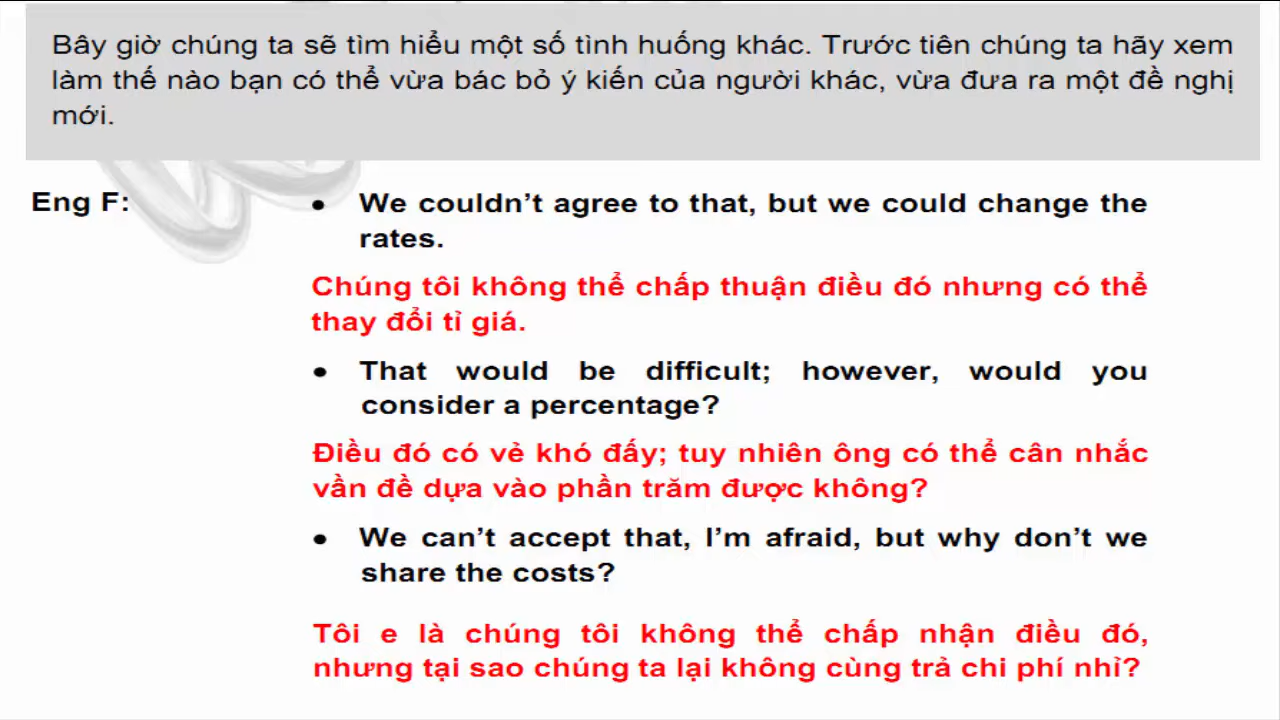 Bây giờ chúng ta sẽ tìm hiểu một số tình huống khác. Trước tiên chúng ta hãy xem
làm thế nào bạn có thể vừa bác bỏ ý kiến của người khác, vừa đưa ra một đề nghị
mới.
Eng F:
• We couldn't agree to that, but we could change the
rates.
Chúng tôi không thể chấp thuận điều đó nhưng có thể
thay đổi tỉ giá.
• That would be difficult; however, would you
consider a percentage?
Điều đó có vẻ khó đấy; tuy nhiên ông có thể cân nhắc
vần đề dựa vào phần trăm được không?
• We can't accept that, I'm afraid, but why don't we
share the costs?
Tôi e là chúng tôi không thể chấp nhận điều đó,
nhưng tại sao chúng ta lại không cùng trả chi phí nhỉ?